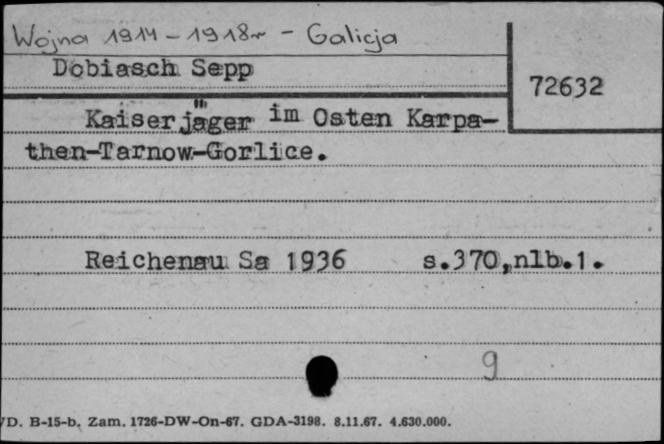 Wojna 1914-1918r - Galicja
Dobiasch Sepp
72632
Kaiserjäger im Osten Karpa-
then-Tarnow-Gorlice.
Reichenau Sa 1936 s.370,nlb.1.
9
/D. B-15-b. Zam. 1726-DW-On-67. GDA-3198. 8.11.67. 4.630.000.